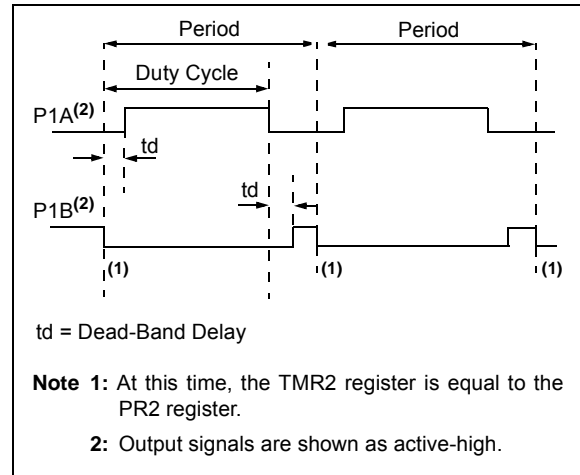 Period Period
Duty Cycle
P1A(2)
td
td
P1B(2)
(1) (1) (1)
td = Dead-Band Delay
Note 1: At this time, the TMR2 register is equal to the
PR2 register.
2: Output signals are shown as active-high.